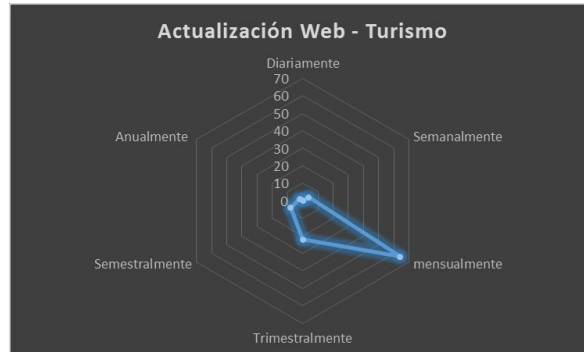 Actualización Web - Turismo
Diariamente
70
60
50
40
30
20
10
0
Anualmente
Semanalmente
Semestralmente
mensualmente
Trimestralmente